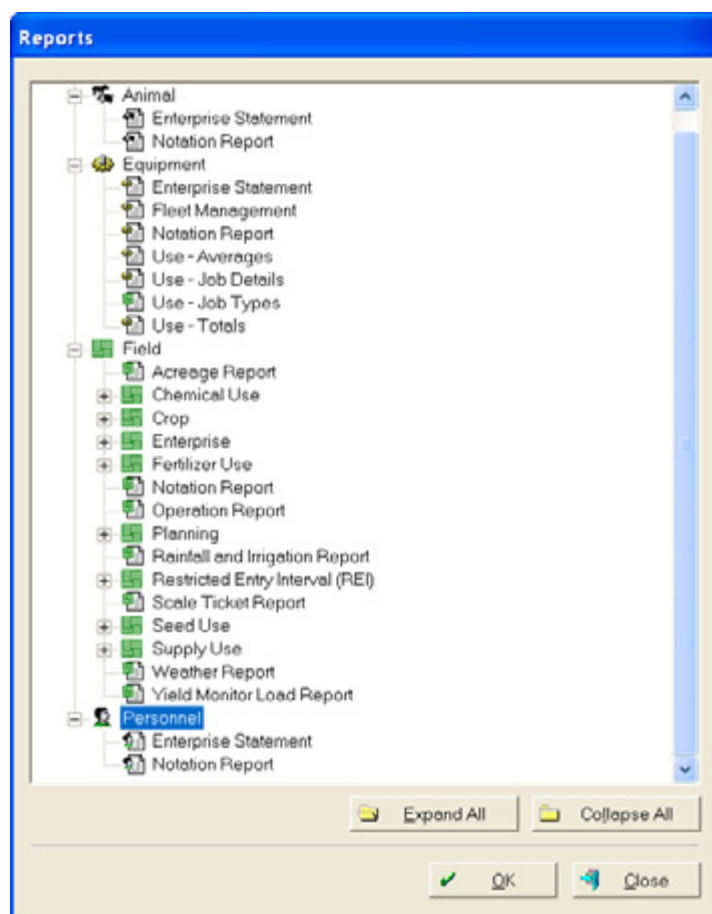 Reports
Animal
Enterprise Statement
Notation Report
Equipment
Enterprise Statement
Fleet Management
Notation Report
Use - Averages
Use - Job Details
Use - Job Types
Use - Totals
Field
Acreage Report
Chemical Use
Crop
Enterprise
Fertilizer Use
Notation Report
Operation Report
Planning
Rainfall and Irrigation Report
Restricted Entry Interval (REI)
Scale Ticket Report
Seed Use
Supply Use
Weather Report
Yield Monitor Load Report
Personnel
Enterprise Statement
Notation Report
Expand All Collapse All
OK Close